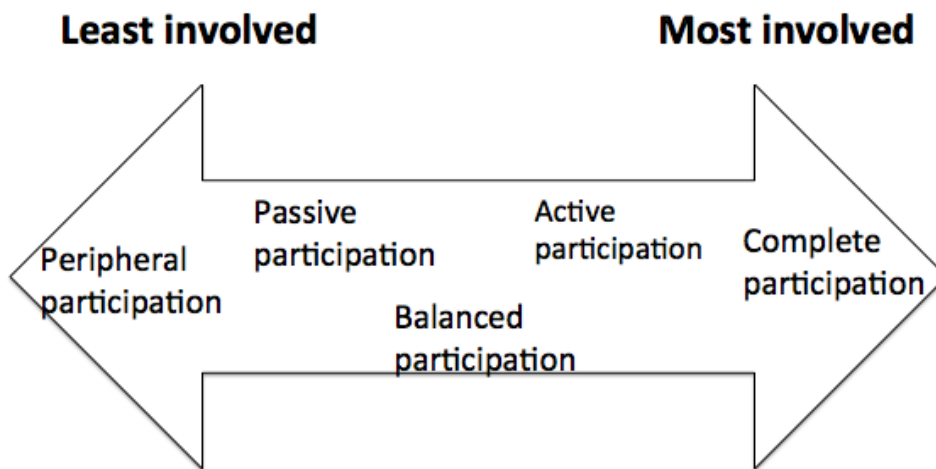 Least involved
Most involved
Peripheral
participation
Passive
participation
Balanced
participation
Active
participation
Complete
participation